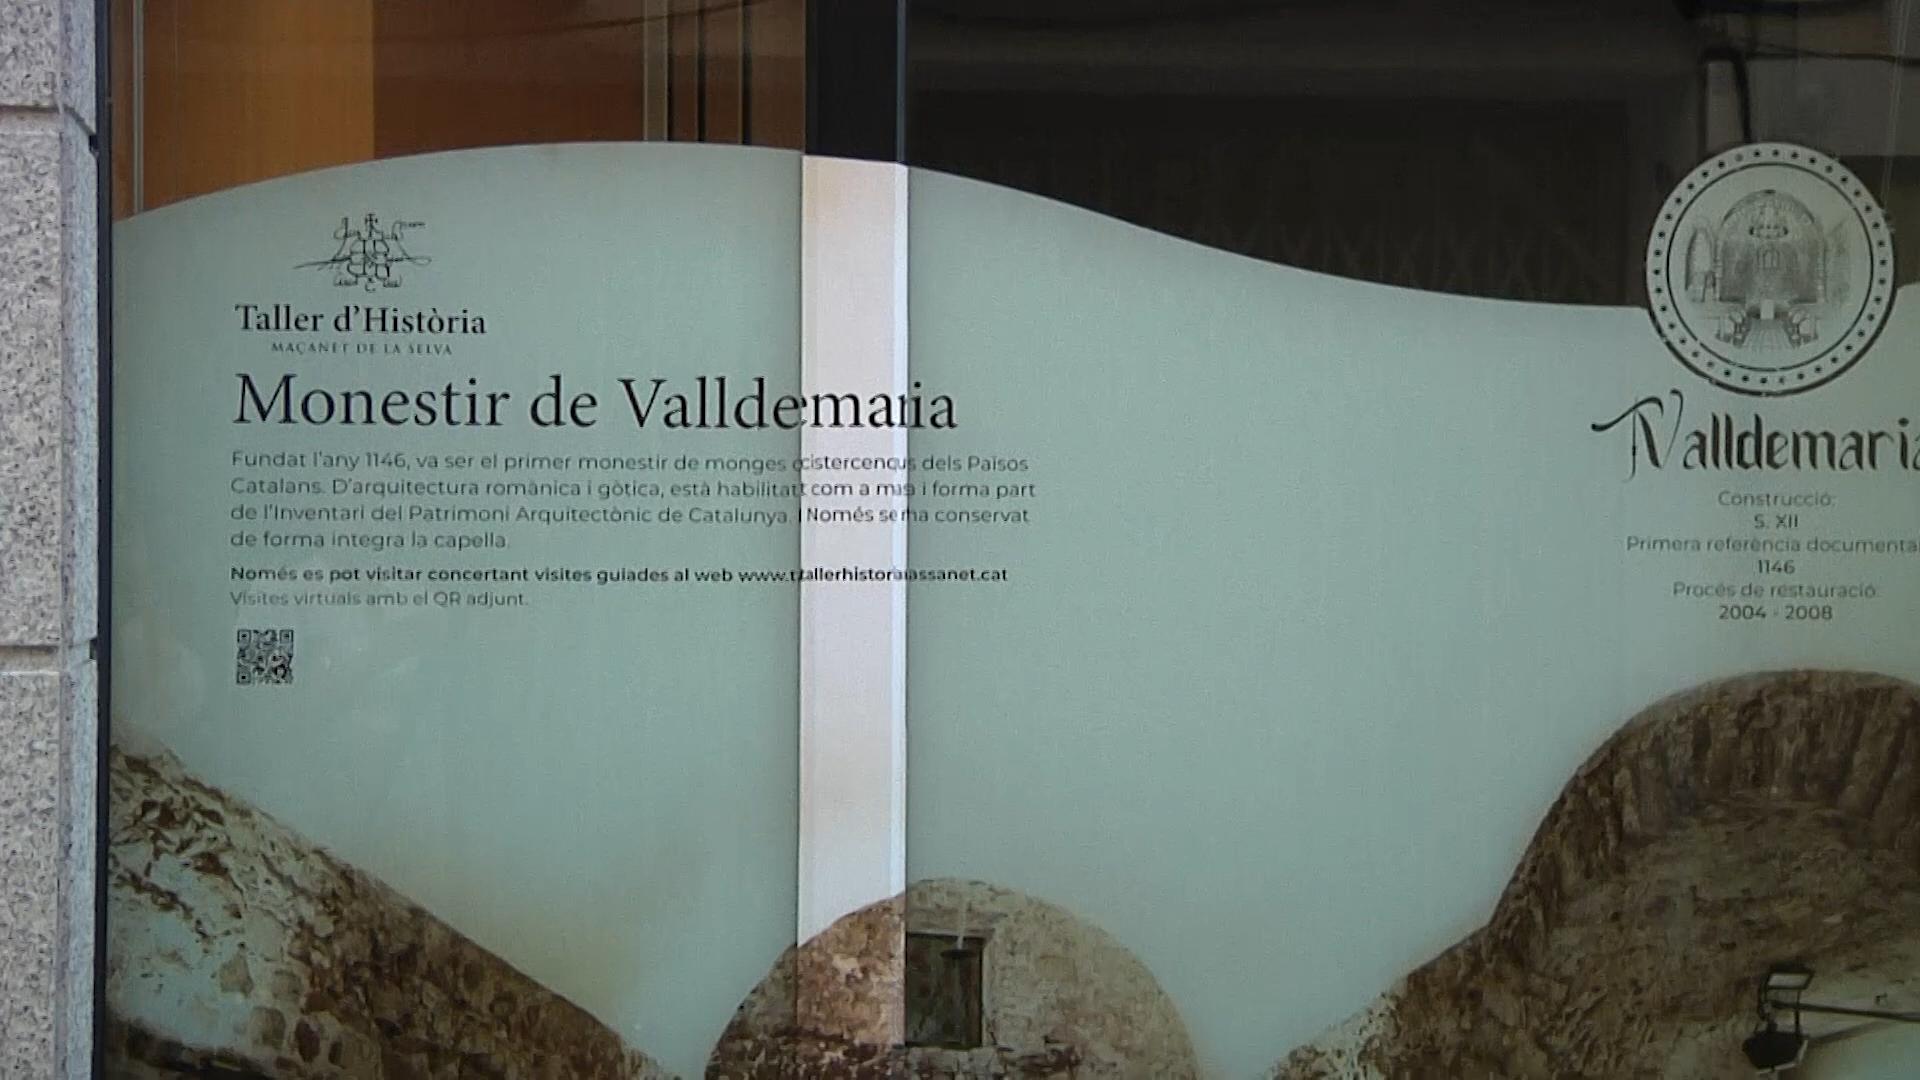 Taller d'Història
MAÇANET DE LA SELVA
Monestir de Valldemaria
Fundat l'any 1146, va ser el primer monestir de monges cistercencus dels Països
Catalans. D'arquitectura romànica i gòtica, està habilitat com a mas i forma part
de l'Inventari del Patrimoni Arquitectònic de Catalunya. Només se ha conservat
de forma integra la capella.
Només es pot visitar concertant visites guiades al web
Visites virtuals amb el QR adjunt.
Valldemaria
Construcció:
S. XII
Primera referència documental
1146
Procés de restauració:
2004 - 2008